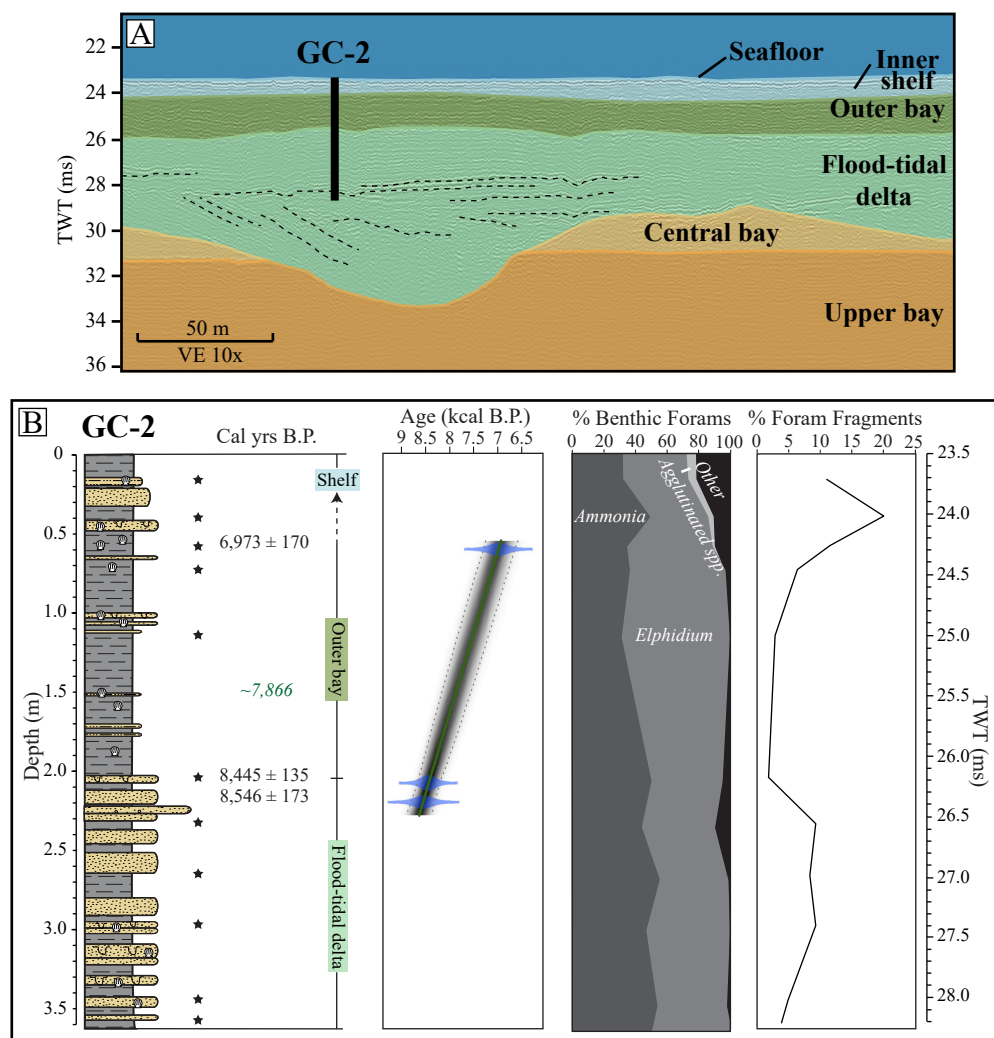 A
GC-2
Seafloor
Inner
shelf
Outer bay
Flood-tidal
delta
Central bay
Upper bay
TWT (ms)
22
24
26
28
30
32
34
36
50 m
VE 10x
B
GC-2
Cal yrs B.P.
Age (kcal B.P.)
9 8.5 8 7.5 7 6.5
% Benthic Forams
0 20 40 60 80 100
% Foram Fragments
0 5 10 15 20 25
Depth (m)
0
0.5
1.0
1.5
2.0
2.5
3.0
3.5
6,973 ± 170
~7,866
8,445 ± 135
8,546 ± 173
Shelf
Outer bay
Flood-tidal delta
Ammonia
Elphidium
Agglutinated spp.
Other
23.5
24.0
24.5
25.0
25.5
26.0
26.5
27.0
27.5
28.0
TWT (ms)